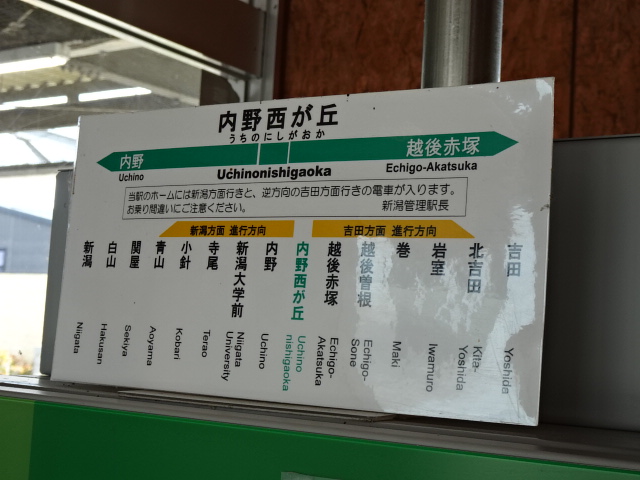 内野西が丘
うちのにしがおか
内野
越後赤塚
Uchino
Uchinonishigaoka
Echigo-Akatsuka
当駅のホームには新潟方面行きと、逆方向の吉田方面行きの電車が入ります。
お乗り間違いにご注意ください。 新潟管理駅長
新潟方面 進行方向
吉田方面 進行方向
新潟
白山
関屋
青山
小針
寺尾
新潟大学前
内野
内野西が丘
越後赤塚
越後曽根
巻
岩室
北吉田
吉田
Niigata
Hakusan
Sekiya
Aoyama
Kobari
Terao
Niigata
University
Uchino
Uchino
nishigaoka
Echigo-
Akatsuka
Echigo-
Sone
Maki
Iwamuro
Kita-
Yoshida
Yoshida